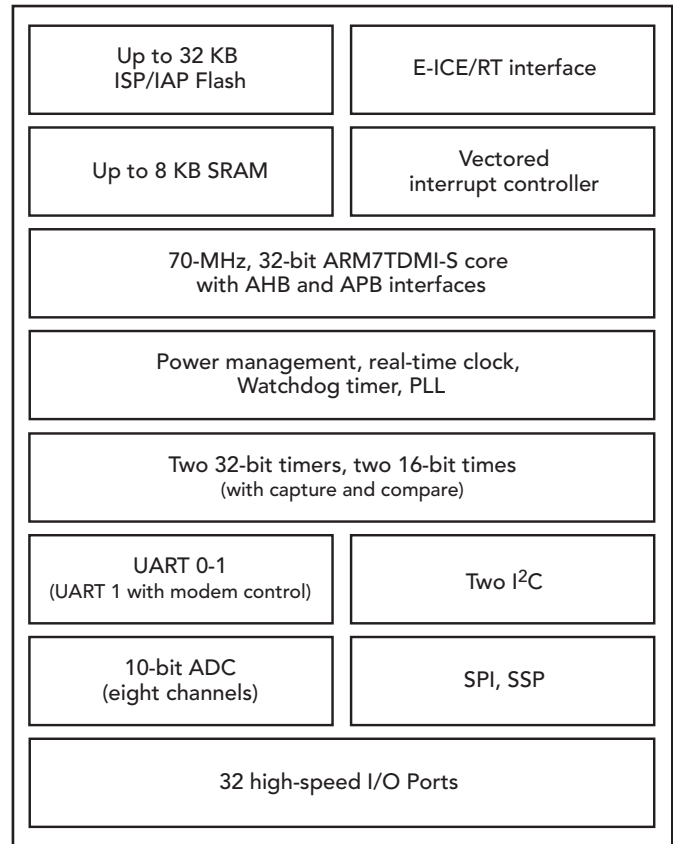 Up to 32 KB
ISP/IAP Flash
E-ICE/RT interface
Up to 8 KB SRAM
Vectored
interrupt controller
70-MHz, 32-bit ARM7TDMI-S core
with AHB and APB interfaces
Power management, real-time clock,
Watchdog timer, PLL
Two 32-bit timers, two 16-bit times
(with capture and compare)
UART 0-1
(UART 1 with modem control)
Two I²C
10-bit ADC
(eight channels)
SPI, SSP
32 high-speed I/O Ports